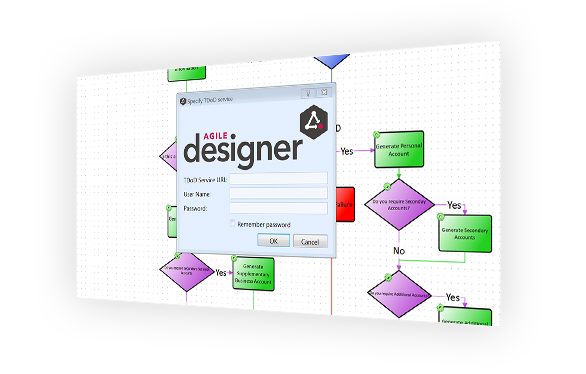 Specify TDoD service
AGILE
designer
TDoD Service URL:
User Name:
Password:
Remember password
OK
Cancel
D
Yes
Generate Personal
Account
Failure
Do you require Secondary
Accounts?
Yes
Generate Secondary
Accounts
No
Do you require Additional Accounts?
Yes
Generate Additional
Yes
Generate
Supplementary
Business Account